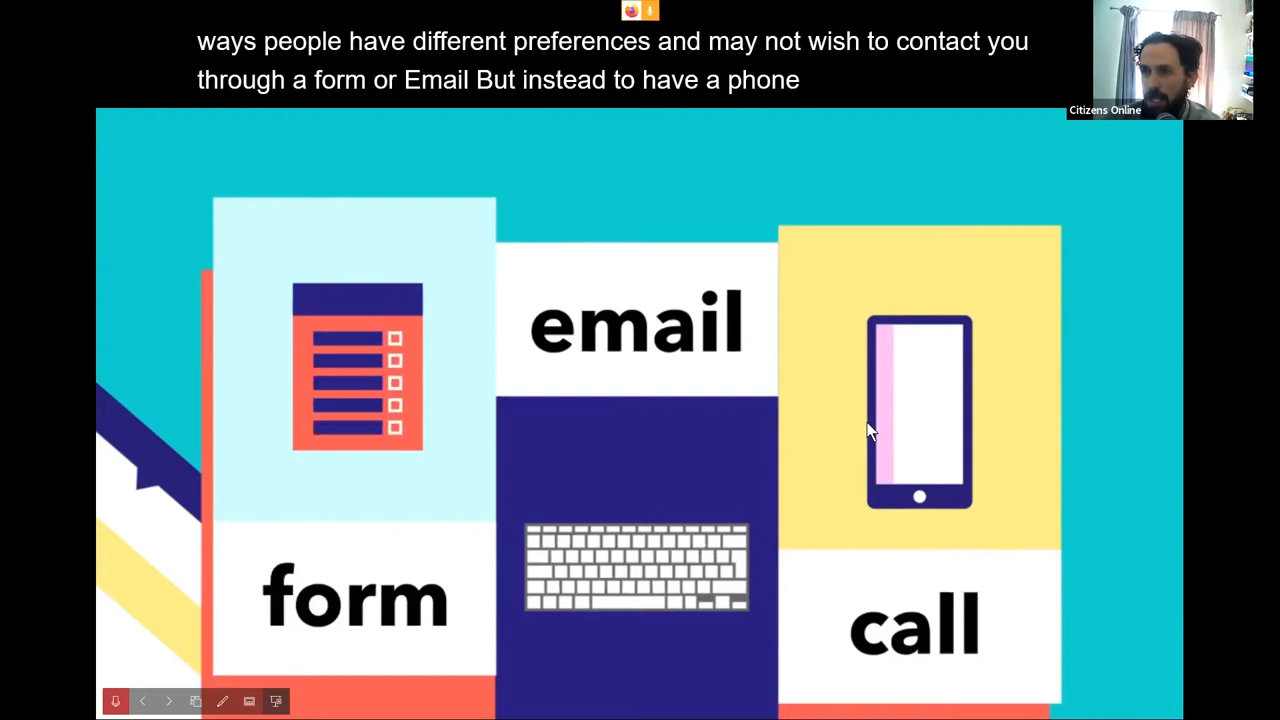 ways people have different preferences and may not wish to contact you
through a form or Email But instead to have a phone
Citizens Online
email
form
call